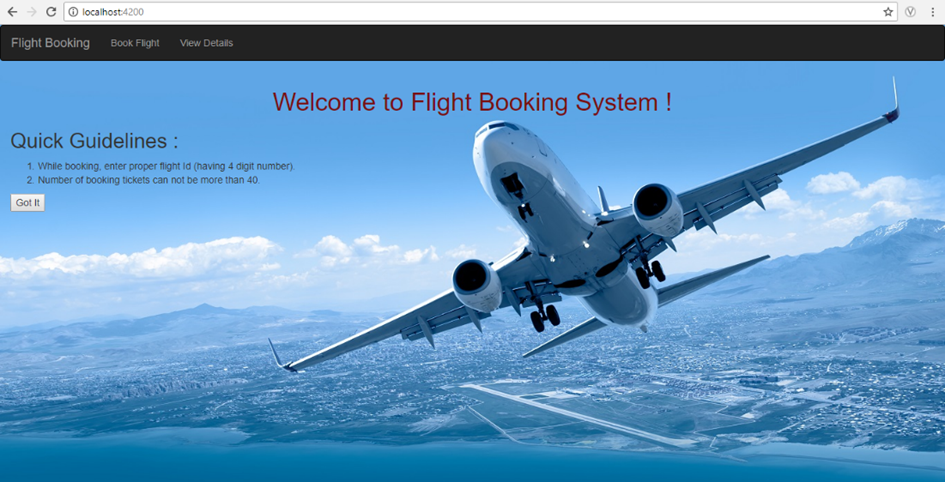 localhost:4200
Flight Booking Book Flight View Details
Welcome to Flight Booking System !
Quick Guidelines :
1. While booking, enter proper flight Id (having 4 digit number).
2. Number of booking tickets can not be more than 40.
Got It